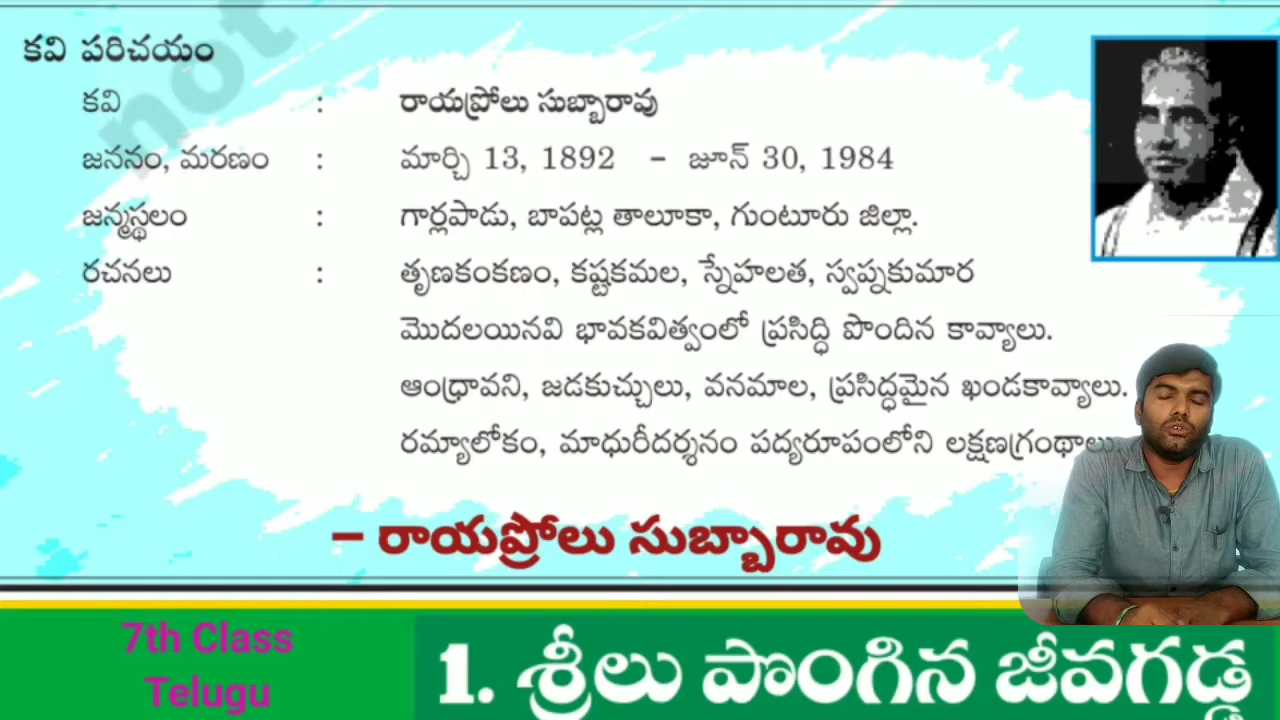 not
కవి పరిచయం
కవి : రాయప్రోలు సుబ్బారావు
జననం, మరణం : మార్చి 13, 1892 – జూన్ 30, 1984
జన్మస్థలం : గార్లపాడు, బాపట్ల తాలూకా, గుంటూరు జిల్లా.
రచనలు : తృణకంకణం, కష్టకమల, స్నేహలత, స్వప్నకుమార
మొదలయినవి భావకవిత్వంలో ప్రసిద్ధి పొందిన కావ్యాలు.
ఆంధ్రావని, జడకుచ్చులు, వనమాల, ప్రసిద్ధమైన ఖండకావ్యాలు.
రమ్యాలోకం, మాధురీదర్శనం పద్యరూపంలోని లక్షణగ్రంథాలు.
– రాయప్రోలు సుబ్బారావు
7th Class
Telugu
1. శ్రీలు పొంగిన జీవగడ్డ